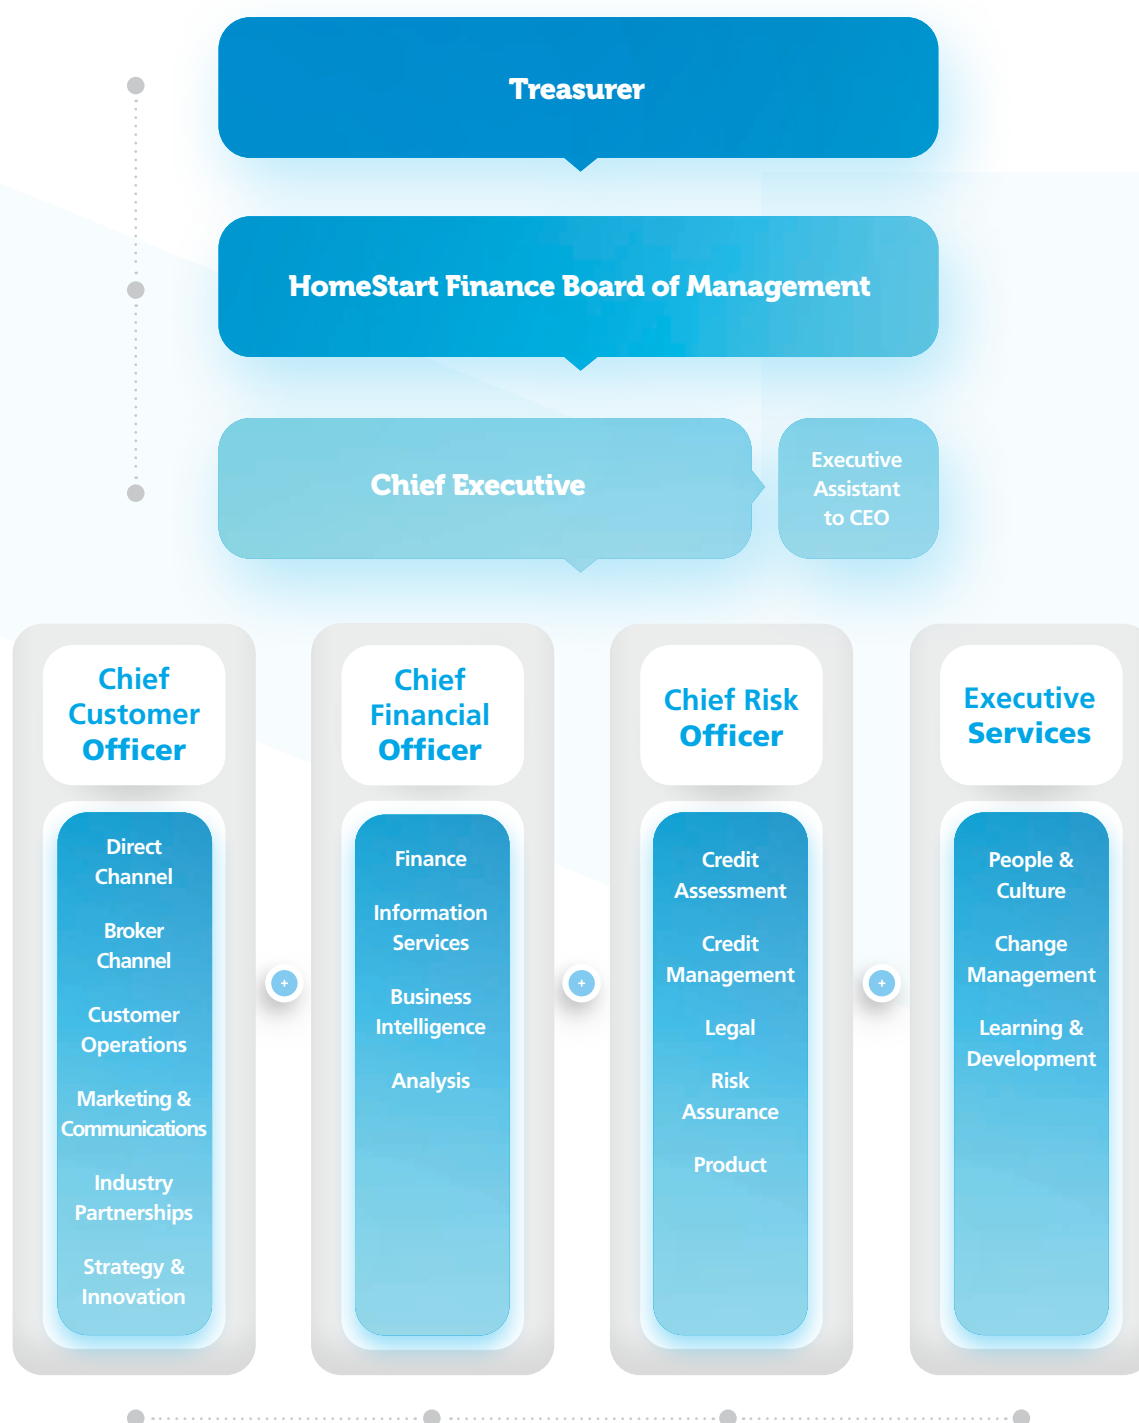 Treasurer
HomeStart Finance Board of Management
Chief Executive
Executive
Assistant
to CEO
Chief
Customer
Officer
Direct
Channel
Broker
Channel
Customer
Operations
Marketing &
Communications
Industry
Partnerships
Strategy &
Innovation
+
Chief
Financial
Officer
Finance
Information
Services
Business
Intelligence
Analysis
+
Chief Risk
Officer
Credit
Assessment
Credit
Management
Legal
Risk
Assurance
Product
+
Executive
Services
People &
Culture
Change
Management
Learning &
Development